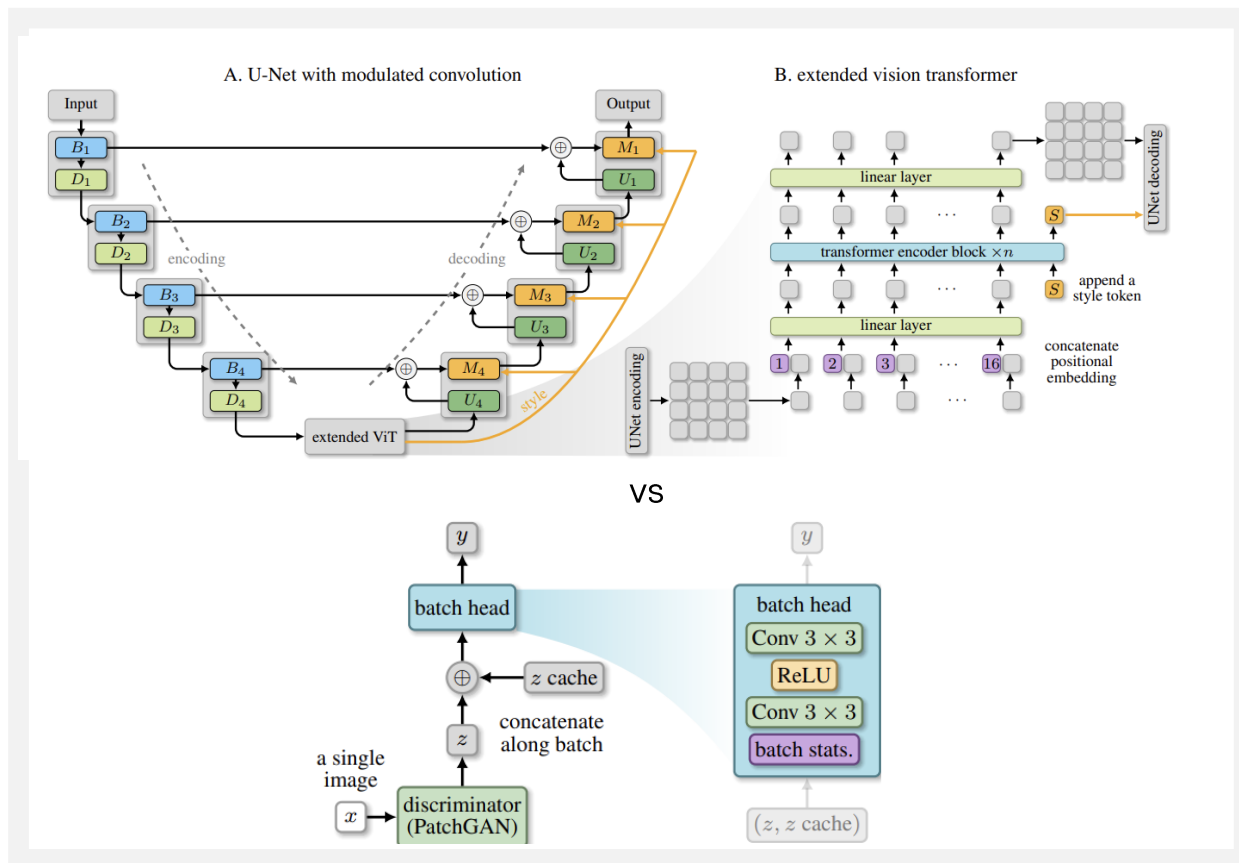 A. U-Net with modulated convolution
Input
Output
B₁
D₁
⊕
M₁
U₁
B₂
D₂
⊕
M₂
U₂
encoding
decoding
B₃
D₃
⊕
M₃
U₃
B₄
D₄
⊕
M₄
U₄
style
extended ViT
B. extended vision transformer
linear layer
UNet decoding
· · ·
S
transformer encoder block ×n
· · ·
S
append a
style token
linear layer
1
2
3
· · ·
16
concatenate
positional
embedding
UNet encoding
· · ·
vs
y
batch head
⊕
z cache
concatenate
along batch
z
a single
image
x
discriminator
(PatchGAN)
y
batch head
Conv 3 × 3
ReLU
Conv 3 × 3
batch stats.
(z, z cache)